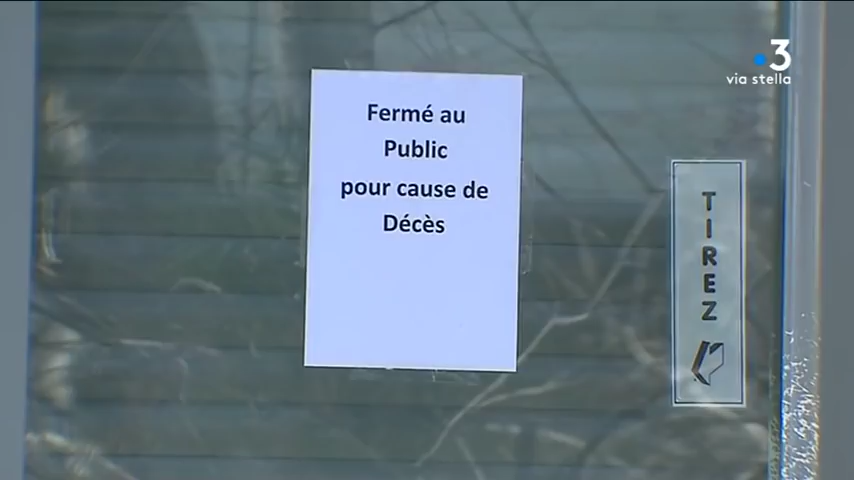 3
via stella
Fermé au
Public
pour cause de
Décès
TIREZ